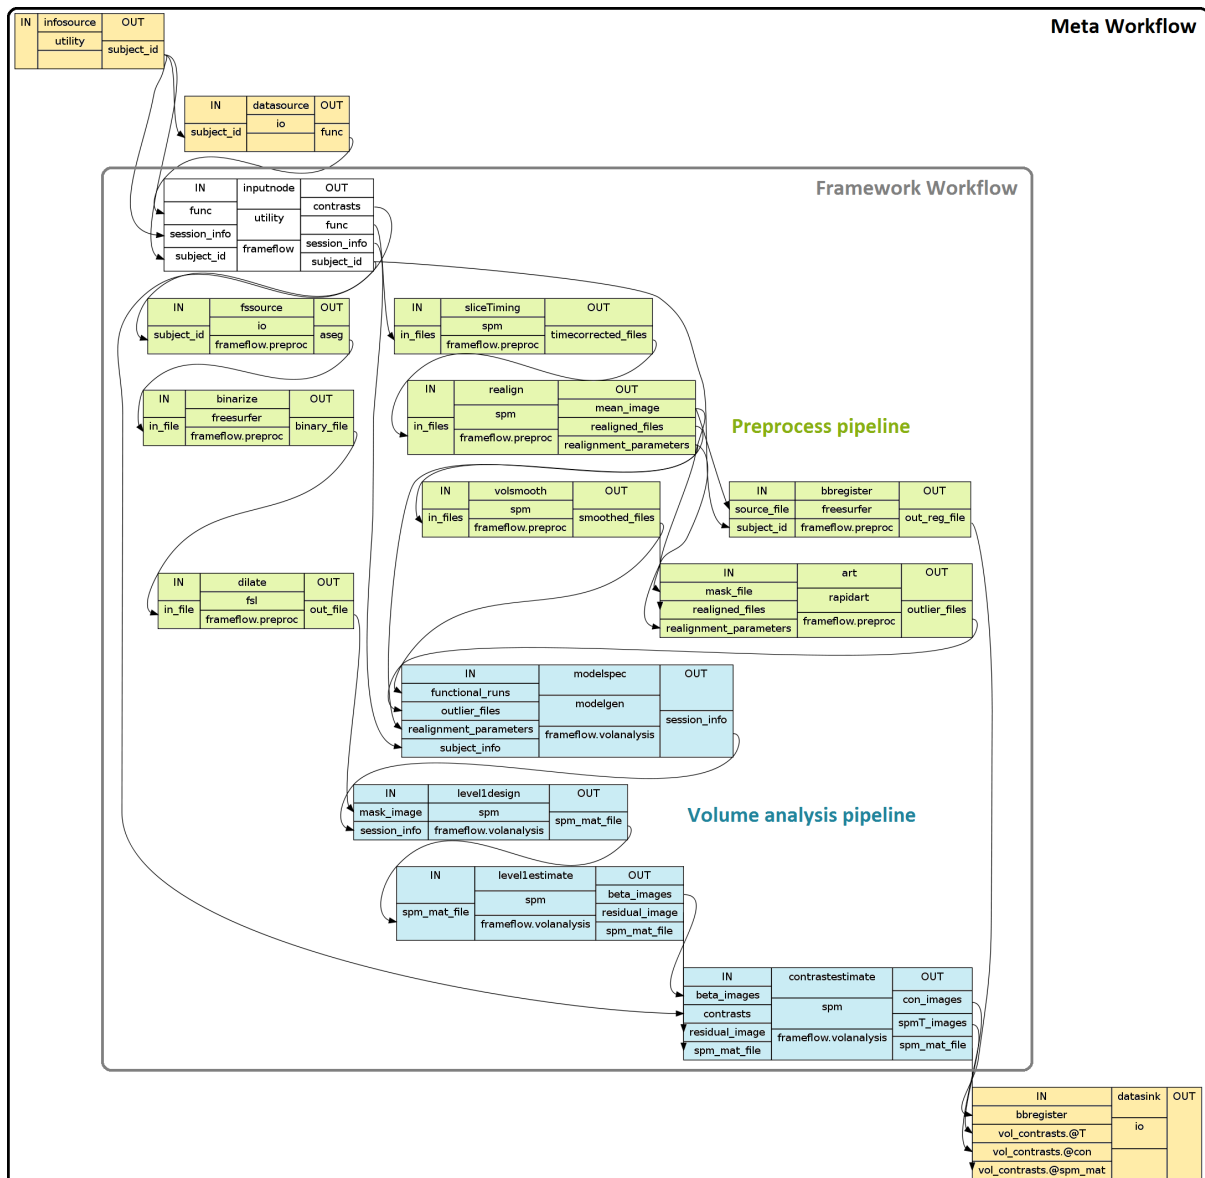 Meta Workflow
IN infosource OUT
utility
subject_id
IN datasource OUT
subject_id io func
Framework Workflow
IN inputnode OUT
func utility contrasts
func
session_info frameflow session_info
subject_id subject_id
IN fssource OUT
subject_id io aseg
frameflow.preproc
IN sliceTiming OUT
in_files spm timecorrected_files
frameflow.preproc
IN binarize OUT
in_file freesurfer binary_file
frameflow.preproc
IN realign OUT
in_files spm mean_image
realigned_files
frameflow.preproc realignment_parameters
Preprocess pipeline
IN volsmooth OUT
in_files spm smoothed_files
frameflow.preproc
IN bbregister OUT
source_file freesurfer out_reg_file
subject_id frameflow.preproc
IN dilate OUT
in_file fsl out_file
frameflow.preproc
IN art OUT
mask_file rapidart outlier_files
realigned_files
realignment_parameters frameflow.preproc
IN modelspec OUT
functional_runs modelgen session_info
outlier_files
realignment_parameters frameflow.volanalysis
subject_info
IN level1design OUT
mask_image spm spm_mat_file
session_info frameflow.volanalysis
Volume analysis pipeline
IN level1estimate OUT
spm_mat_file spm beta_images
residual_image
frameflow.volanalysis spm_mat_file
IN contrastestimate OUT
beta_images spm con_images
contrasts spmT_images
residual_image frameflow.volanalysis spm_mat_file
spm_mat_file
IN datasink OUT
bbregister io
vol_contrasts.@T
vol_contrasts.@con
vol_contrasts.@spm_mat